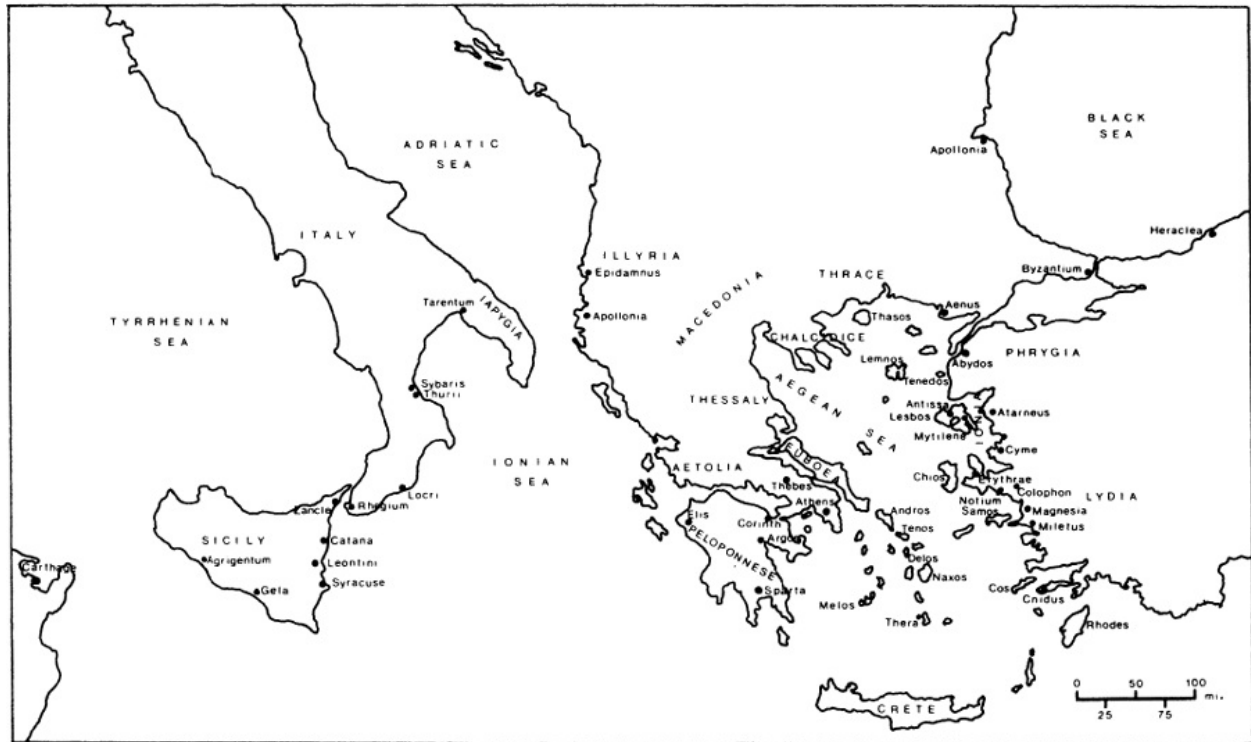 BLACK
SEA
Apollonia
ADRIATIC
SEA
Heraclea
ITALY
ILLYRIA
Epidamnus
Byzantium
THRACE
Tarentum
IAPYGIA
Aenus
Thasos
Apollonia
MACEDONIA
TYRRHENIAN
SEA
CHALCIDICE
PHRYGIA
Abydos
Lemnos
Tenedos
AEGEAN
SEA
Sybaris
Thurii
THESSALY
Antissa
Lesbos
Mytilene
Atarneus
Cyme
IONIAN
SEA
AETOLIA
EUBOEA
Thebes
Chios
Erythrae
Colophon
Notium
Samos
LYDIA
Magnesia
Miletus
Locri
Zancle
Rhegium
Athens
Andros
Tenos
Elis
Corinth
PELOPONNESE
Argos
SICILY
Catana
Agrigentum
Leontini
Delos
Naxos
Carthage
Syracuse
Gela
Sparta
Melos
Cos
Cnidus
Thera
Rhodes
CRETE
0 50 100
mi.
25 75